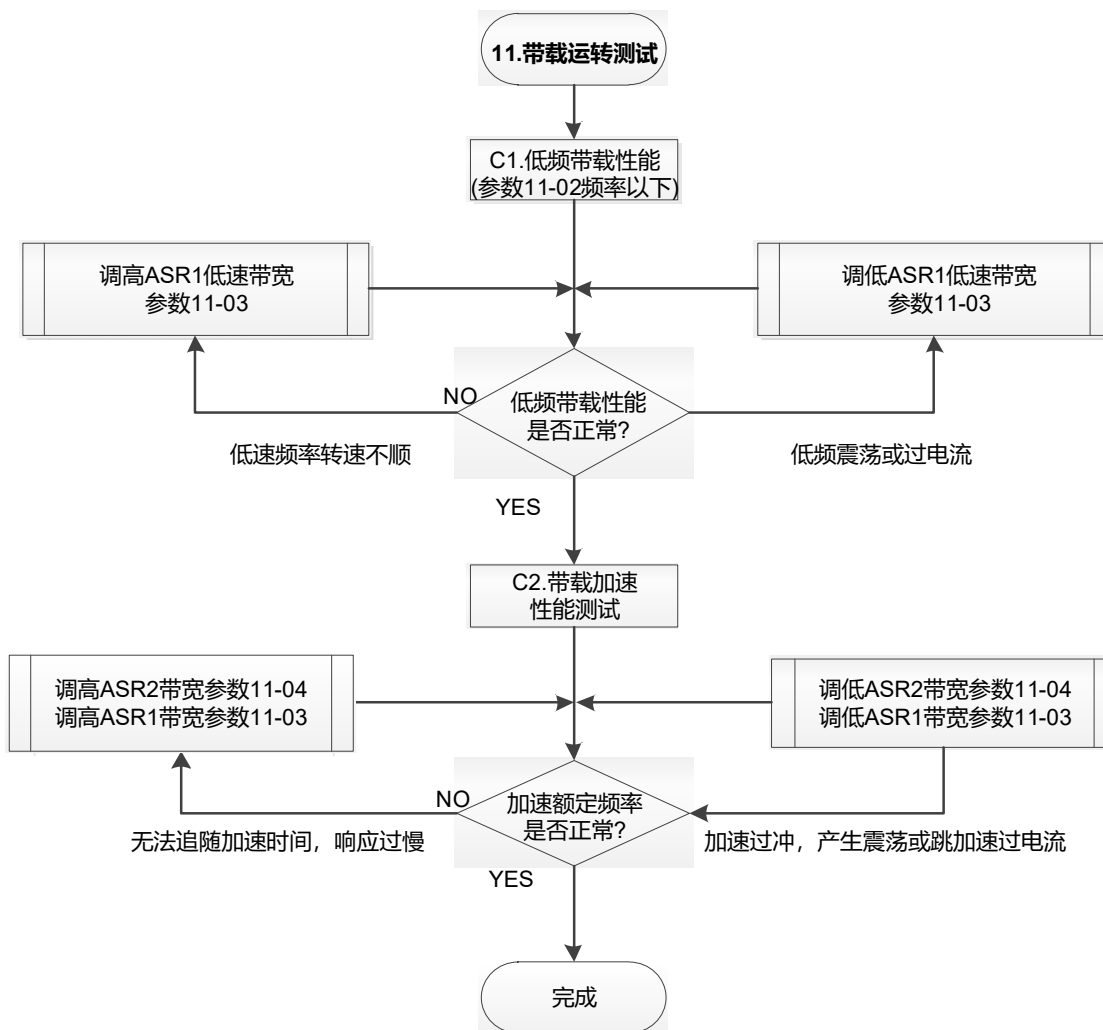 11.带载运转测试
C1.低频带载性能
(参数11-02频率以下)
调高ASR1低速带宽
参数11-03
调低ASR1低速带宽
参数11-03
NO
低频带载性能
是否正常?
低速频率转速不顺
低频震荡或过电流
YES
C2.带载加速
性能测试
调高ASR2带宽参数11-04
调高ASR1带宽参数11-03
调低ASR2带宽参数11-04
调低ASR1带宽参数11-03
NO
加速额定频率
是否正常?
无法追随加速时间，响应过慢
加速过冲，产生震荡或跳加速过电流
YES
完成